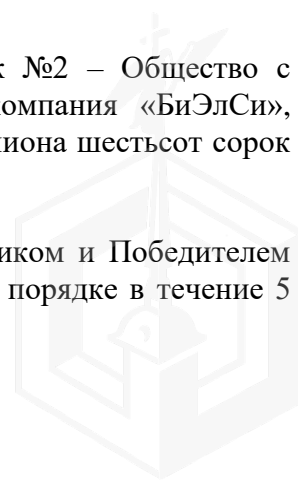 к №2 – Общество с
компания «БиЭлСи»,
иона шестьсот сорок
иком и Победителем
порядке в течение 5